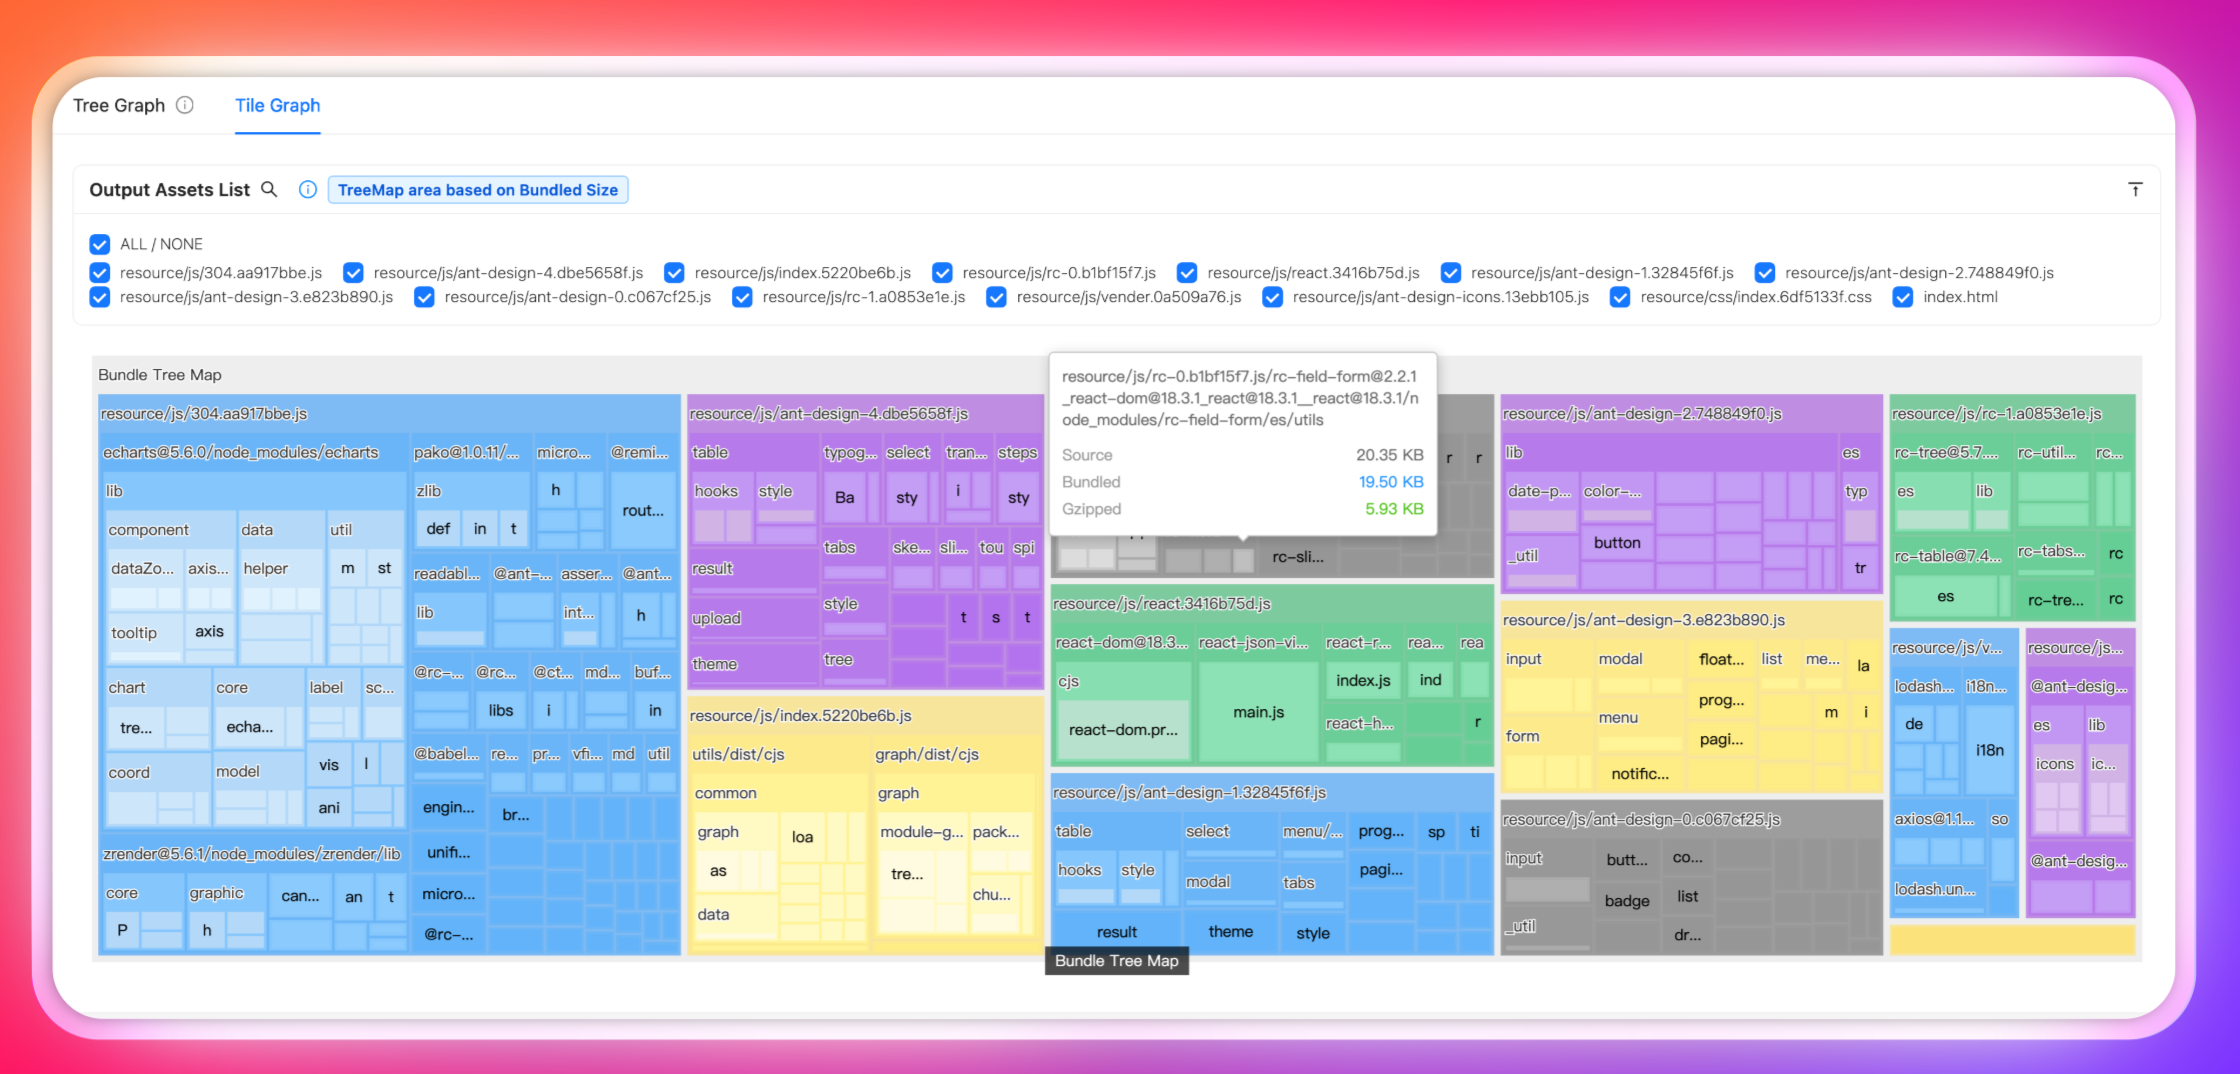 Tree Graph
Tile Graph
Output Assets List
TreeMap area based on Bundled Size
ALL / NONE
resource/js/304.aa917bbe.js
resource/js/ant-design-4.dbe5658f.js
resource/js/index.5220be6b.js
resource/js/rc-0.b1bf15f7.js
resource/js/react.3416b75d.js
resource/js/ant-design-1.32845f6f.js
resource/js/ant-design-2.748849f0.js
resource/js/ant-design-3.e823b890.js
resource/js/ant-design-0.c067cf25.js
resource/js/rc-1.a0853e1e.js
resource/js/vender.0a509a76.js
resource/js/ant-design-icons.13ebb105.js
resource/css/index.6df5133f.css
index.html
Bundle Tree Map
resource/js/304.aa917bbe.js
echarts@5.6.0/node_modules/echarts
lib
component
data
util
dataZo...
axis...
helper
m
st
tooltip
axis
chart
core
label
sc...
tre...
echa...
coord
model
vis
l
ani
zrender@5.6.1/node_modules/zrender/lib
core
graphic
can...
an
t
P
h
pako@1.0.11/...
micro...
@remi...
zlib
h
rout...
def
in
t
readabl...
@ant-...
asser...
@ant...
lib
int...
h
@rc-...
@rc...
@ct...
md...
buf...
libs
i
in
@babel...
re...
pr...
vfi...
md
util
engin...
br...
unifi...
micro...
@rc-...
resource/js/ant-design-4.dbe5658f.js
table
typog...
select
tran...
steps
hooks
style
Ba
sty
i
sty
result
tabs
ske...
sli...
tou
spi
upload
style
t
s
t
theme
tree
resource/js/index.5220be6b.js
utils/dist/cjs
graph/dist/cjs
common
graph
graph
loa
module-g...
pack...
as
tre...
chu...
data
resource/js/rc-0.b1bf15f7.js/rc-field-form@2.2.1
_react-dom@18.3.1_react@18.3.1__react@18.3.1/n
ode_modules/rc-field-form/es/utils
Source 20.35 KB
Bundled 19.50 KB
Gzipped 5.93 KB
r
r
rc-sli...
resource/js/react.3416b75d.js
react-dom@18.3...
react-json-vi...
react-r...
rea...
rea
cjs
index.js
ind
react-dom.pr...
main.js
react-h...
r
resource/js/ant-design-1.32845f6f.js
table
select
menu/...
prog...
sp
ti
hooks
style
modal
tabs
pagi...
result
theme
style
Bundle Tree Map
resource/js/ant-design-2.748849f0.js
lib
es
date-p...
color-...
typ
_util
button
tr
resource/js/ant-design-3.e823b890.js
input
modal
float...
list
me...
la
prog...
menu
m
i
form
pagi...
notific...
resource/js/ant-design-0.c067cf25.js
input
butt...
co...
badge
list
_util
dr...
resource/js/rc-1.a0853e1e.js
rc-tree@5.7....
rc-util...
rc...
es
lib
rc-table@7.4...
rc-tabs...
rc
es
rc-tre...
rc
resource/js/v...
lodash...
i18n...
de
i18n
axios@1.1...
so
lodash.un...
resource/js...
@ant-desig...
es
lib
icons
ic...
@ant-desig...